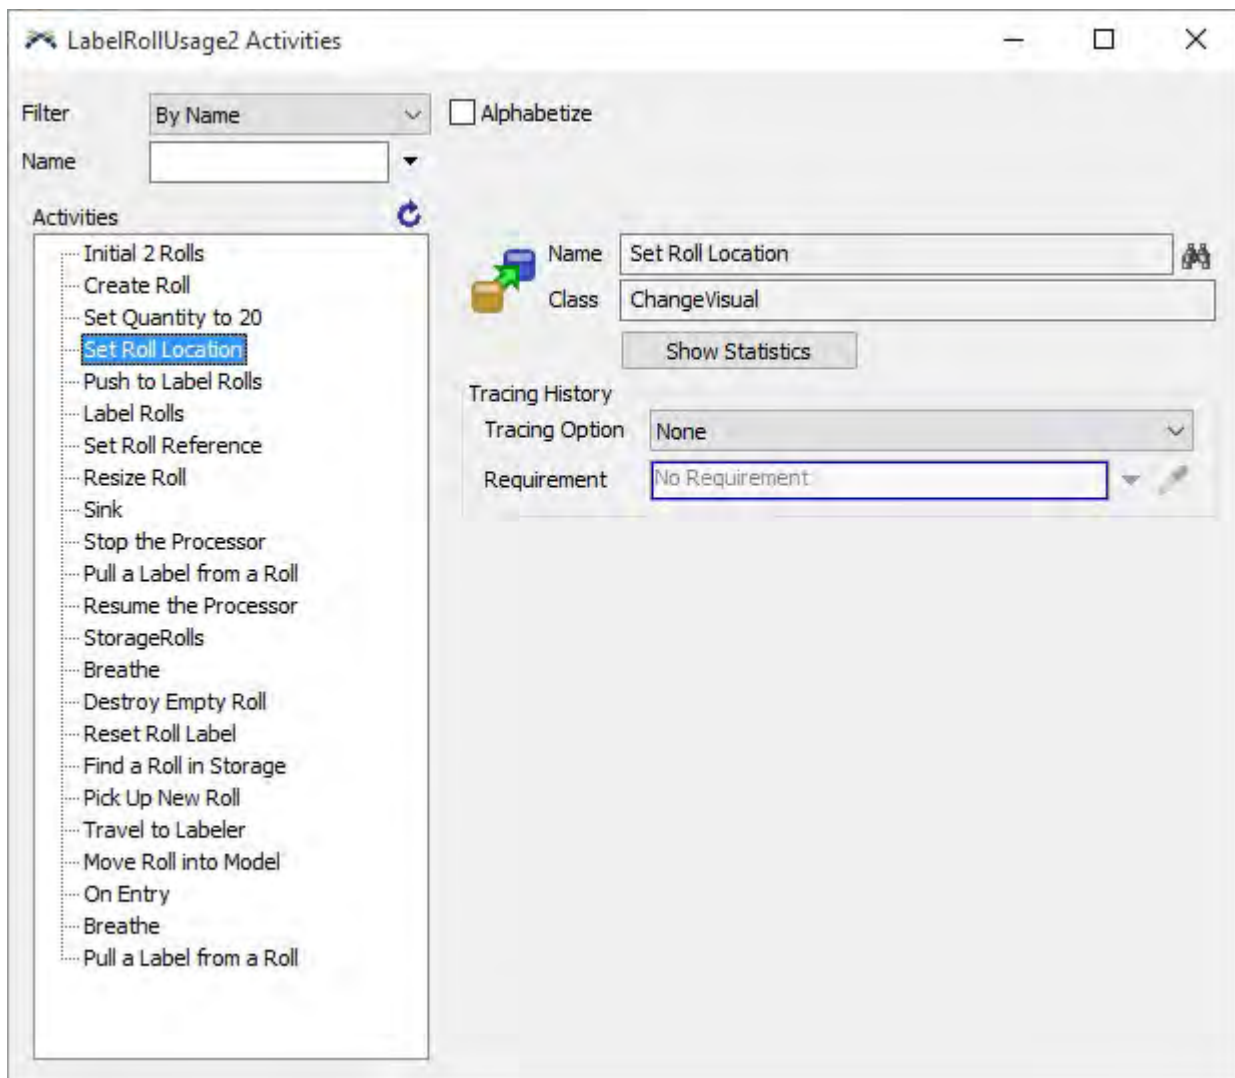 LabelRollUsage2 Activities
Filter By Name Alphabetize
Name
Activities
Initial 2 Rolls
Create Roll
Set Quantity to 20
Set Roll Location
Push to Label Rolls
Label Rolls
Set Roll Reference
Resize Roll
Sink
Stop the Processor
Pull a Label from a Roll
Resume the Processor
StorageRolls
Breathe
Destroy Empty Roll
Reset Roll Label
Find a Roll in Storage
Pick Up New Roll
Travel to Labeler
Move Roll into Model
On Entry
Breathe
Pull a Label from a Roll
Name Set Roll Location
Class ChangeVisual
Show Statistics
Tracing History
Tracing Option None
Requirement No Requirement